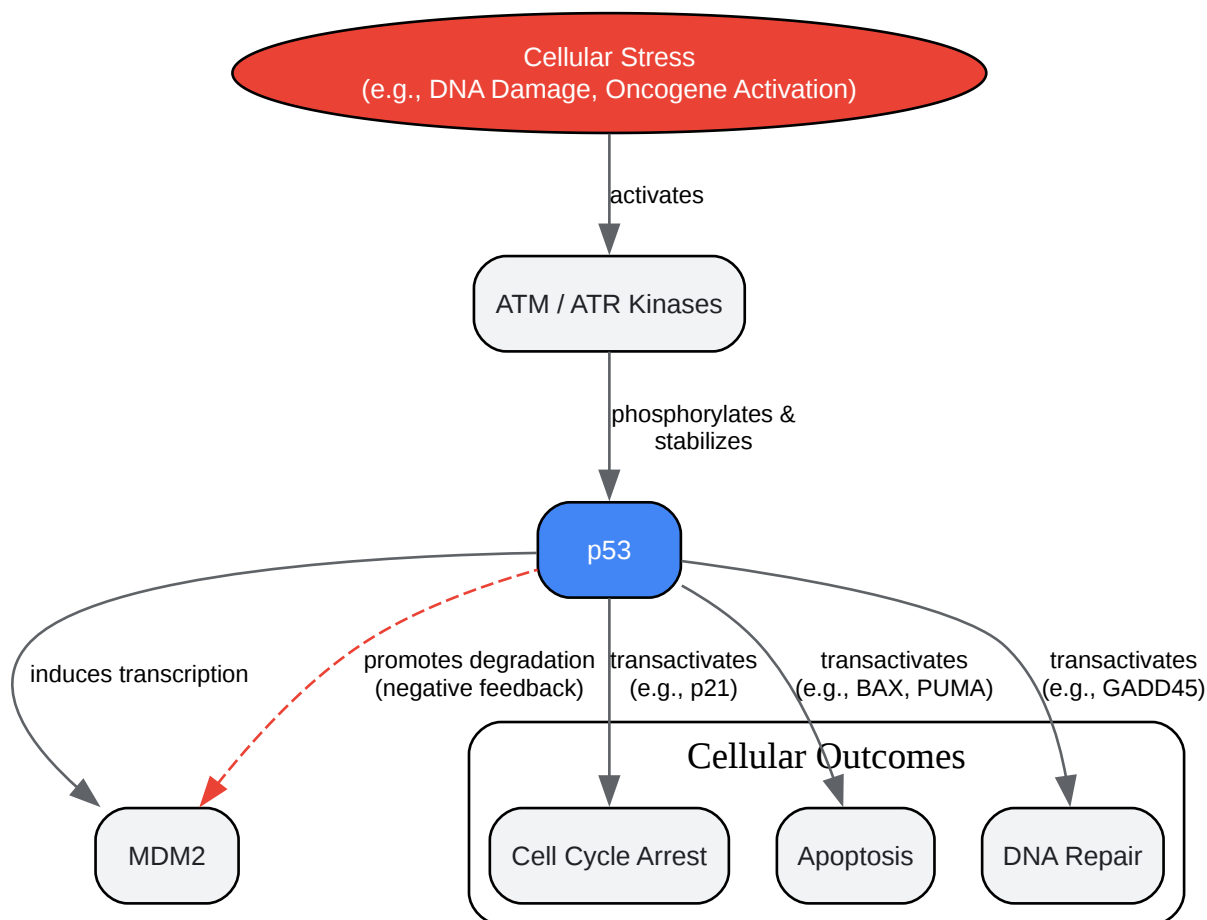 Cellular Stress
(e.g., DNA Damage, Oncogene Activation)
activates
ATM / ATR Kinases
phosphorylates &
stabilizes
p53
induces transcription
promotes degradation
(negative feedback)
transactivates
(e.g., p21)
transactivates
(e.g., BAX, PUMA)
transactivates
(e.g., GADD45)
Cellular Outcomes
MDM2
Cell Cycle Arrest
Apoptosis
DNA Repair